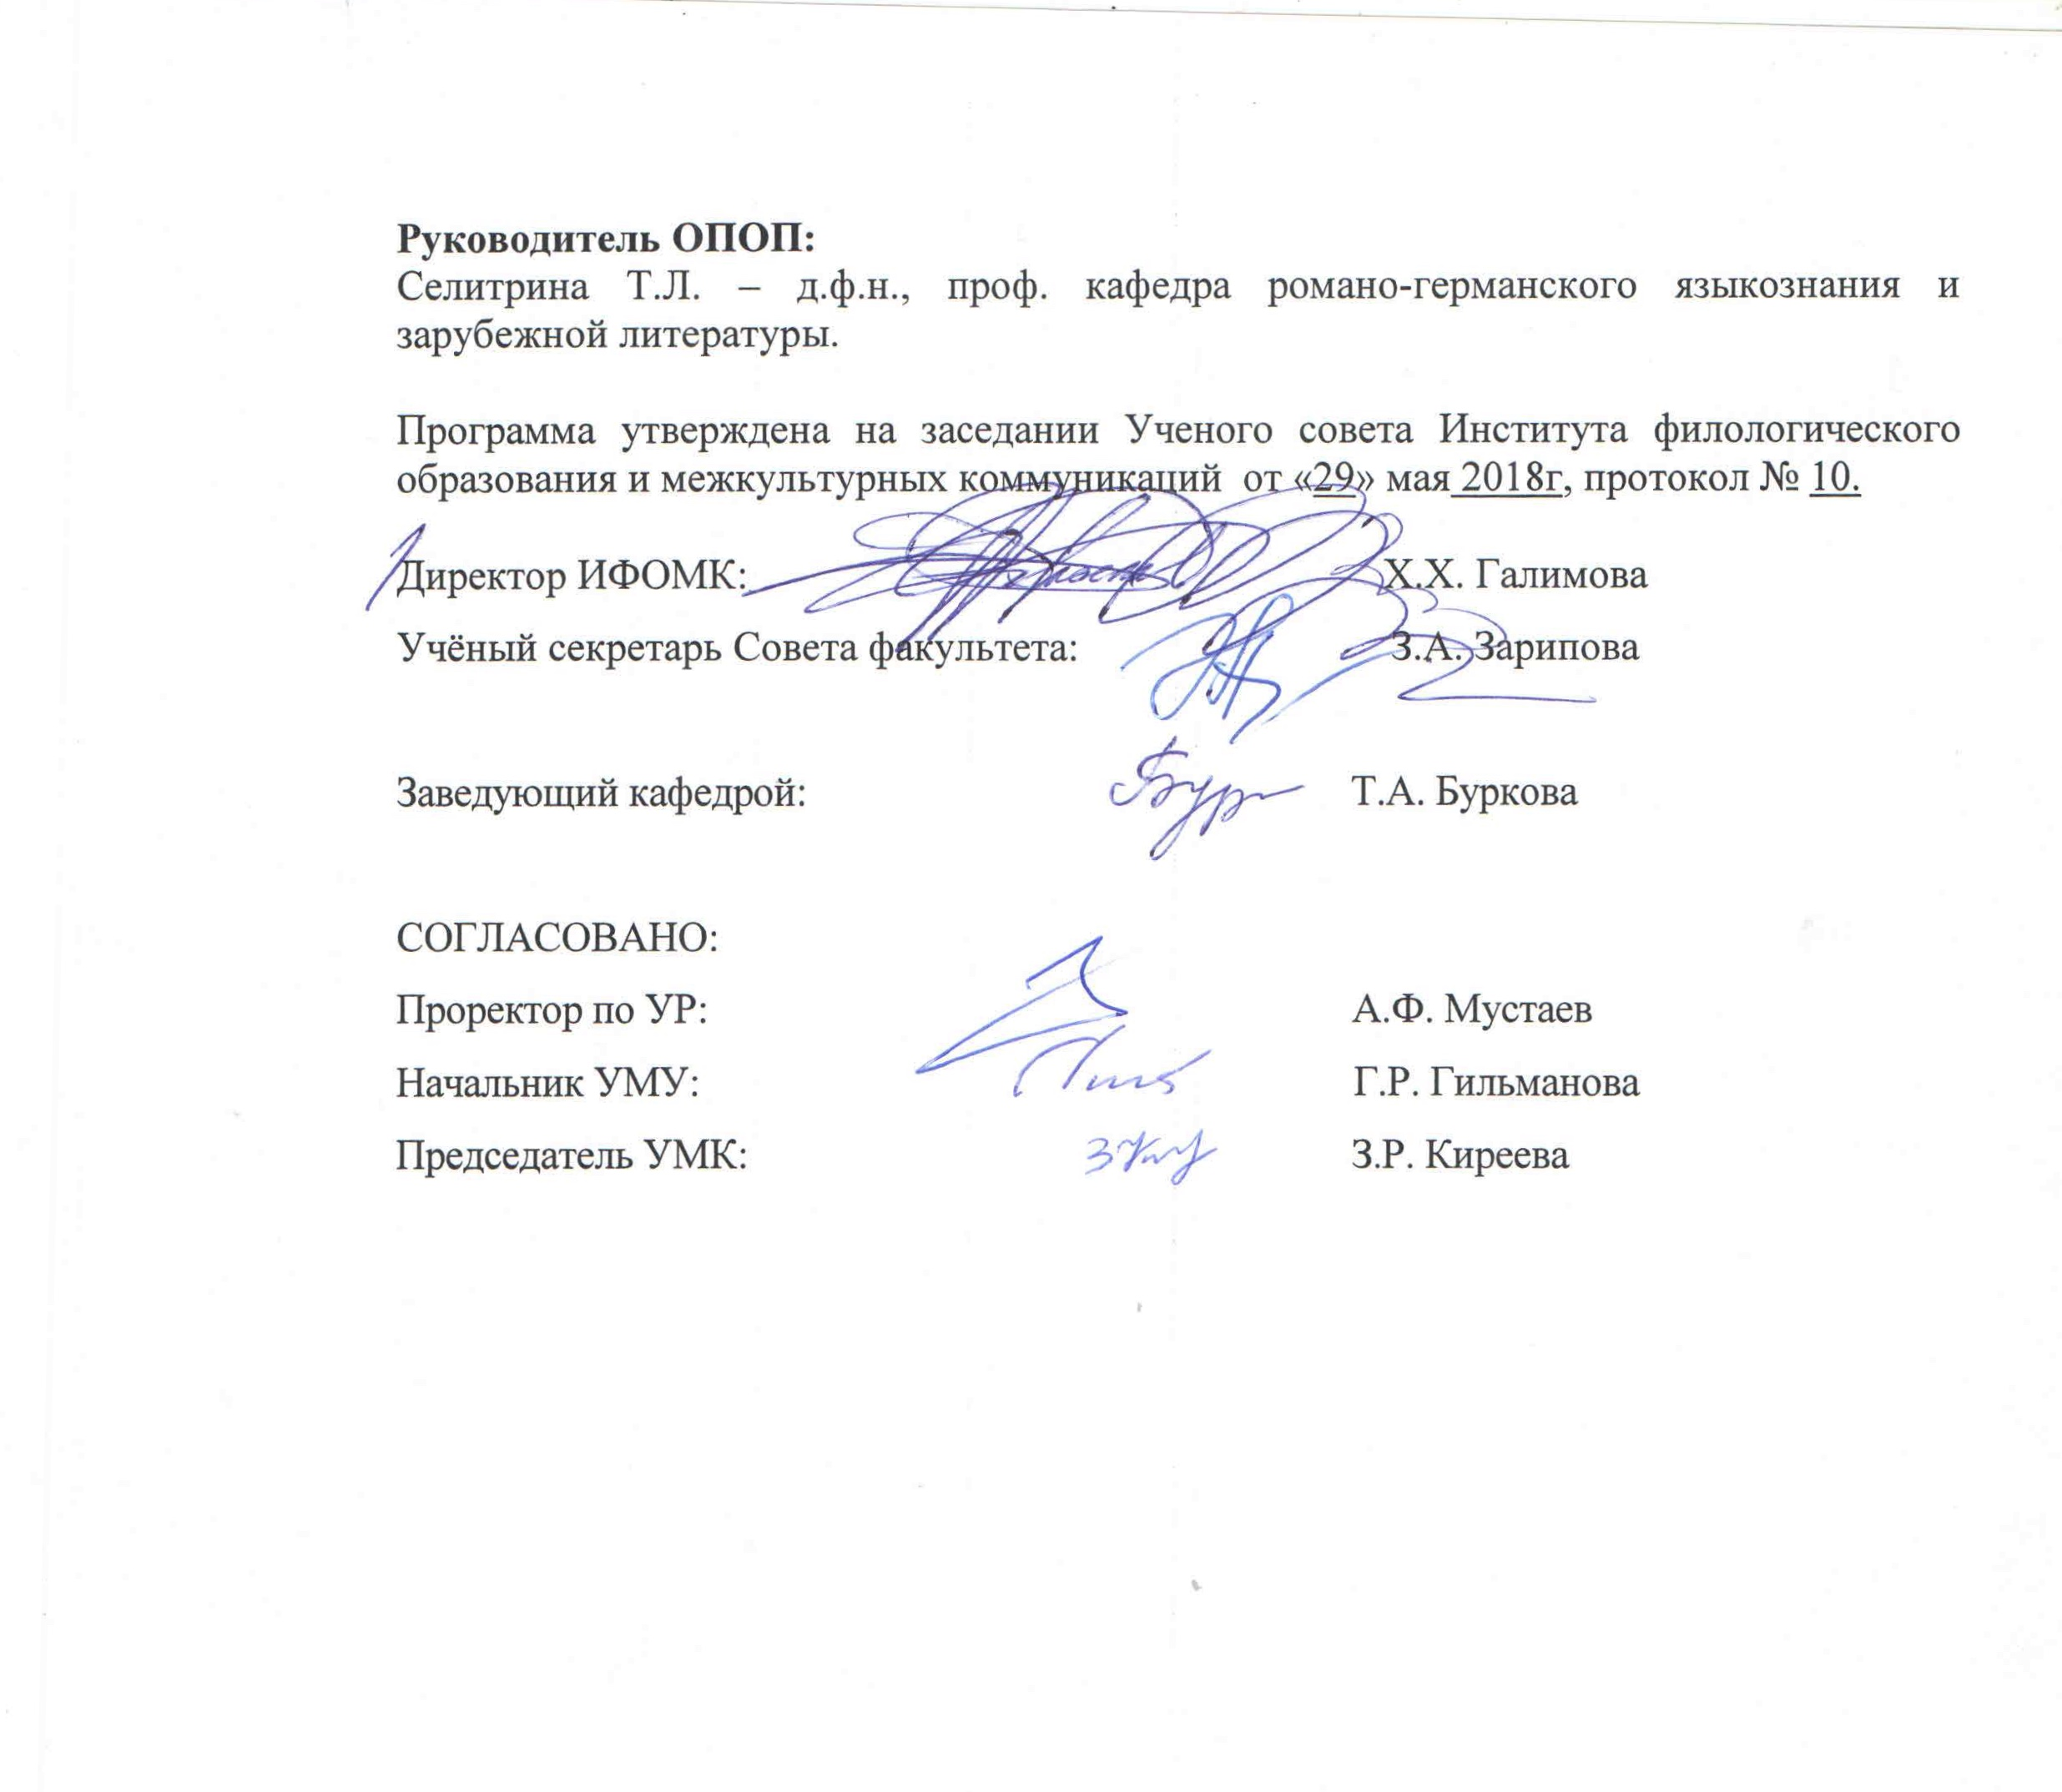 Руководитель ОПОП:
Селитрина Т.Л. – д.ф.н., проф. кафедра романо-германского языкознания и
зарубежной литературы.
Программа утверждена на заседании Ученого совета Института филологического
образования и межкультурных коммуникаций от «29» мая 2018г, протокол № 10.
Директор ИФОМК: Х.Х. Галимова
Учёный секретарь Совета факультета: З.А. Зарипова
Заведующий кафедрой: Т.А. Буркова
СОГЛАСОВАНО:
Проректор по УР: А.Ф. Мустаев
Начальник УМУ: Г.Р. Гильманова
Председатель УМК: З.Р. Киреева